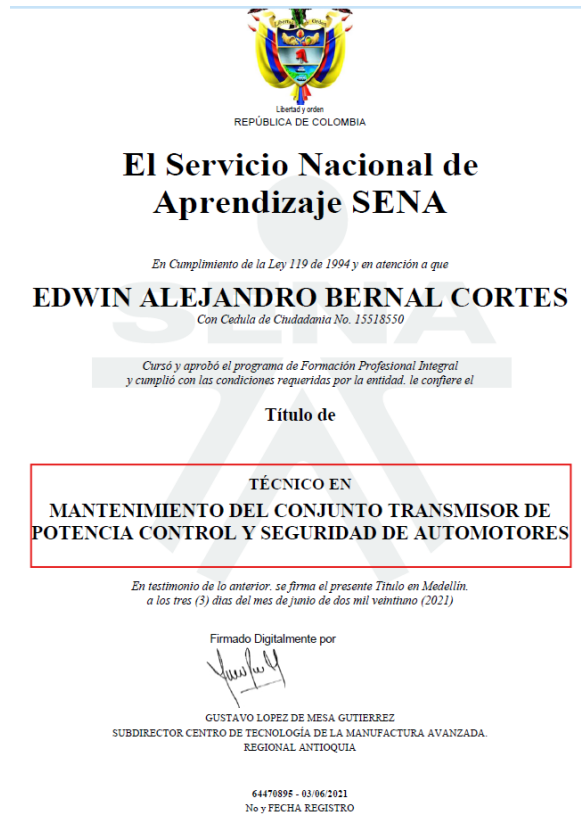 Libertad y orden
REPÚBLICA DE COLOMBIA
El Servicio Nacional de
Aprendizaje SENA
En Cumplimiento de la Ley 119 de 1994 y en atención a que
EDWIN ALEJANDRO BERNAL CORTES
Con Cedula de Ciudadania No. 15518550
Cursó y aprobó el programa de Formación Profesional Integral
y cumplió con las condiciones requeridas por la entidad. le confiere el
Título de
TÉCNICO EN
MANTENIMIENTO DEL CONJUNTO TRANSMISOR DE
POTENCIA CONTROL Y SEGURIDAD DE AUTOMOTORES
En testimonio de lo anterior. se firma el presente Título en Medellín.
a los tres (3) días del mes de junio de dos mil veintiuno (2021)
Firmado Digitalmente por
GUSTAVO LOPEZ DE MESA GUTIERREZ
SUBDIRECTOR CENTRO DE TECNOLOGÍA DE LA MANUFACTURA AVANZADA.
REGIONAL ANTIOQUIA
64470895 - 03/06/2021
No y FECHA REGISTRO
SENA